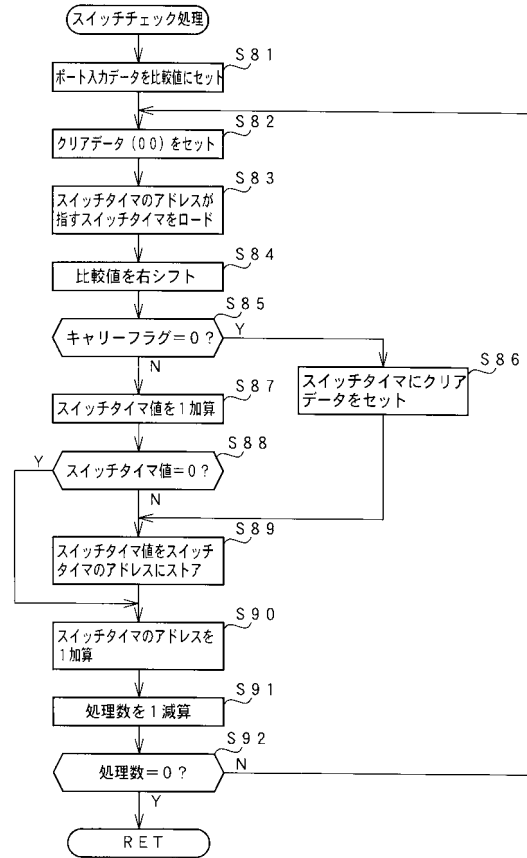 スイッチチェック処理
S81
ポート入力データを比較値にセット
S82
クリアデータ(00)をセット
S83
スイッチタイマのアドレスが
指すスイッチタイマをロード
S84
比較値を右シフト
S85
キャリーフラグ=0?
Y
N
S86
スイッチタイマにクリア
データをセット
S87
スイッチタイマ値を1加算
S88
Y
スイッチタイマ値=0?
N
S89
スイッチタイマ値をスイッチ
タイマのアドレスにストア
S90
スイッチタイマのアドレスを
1加算
S91
処理数を1減算
S92
処理数=0?
N
Y
RET